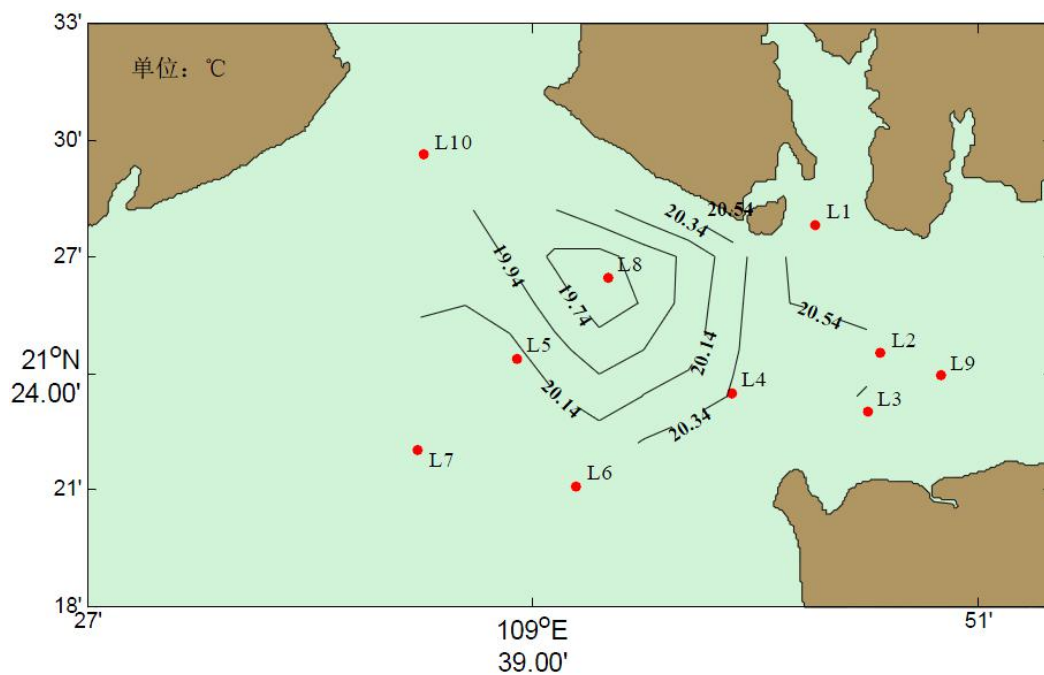 33'
单位：℃
30'
L10
L1
20.54
20.34
27'
L8
19.94
19.74
20.54
L2
L5
20.14
21°N
24.00'
L9
L4
20.14
L3
20.34
L7
L6
21'
18'
27'
109°E
39.00'
51'